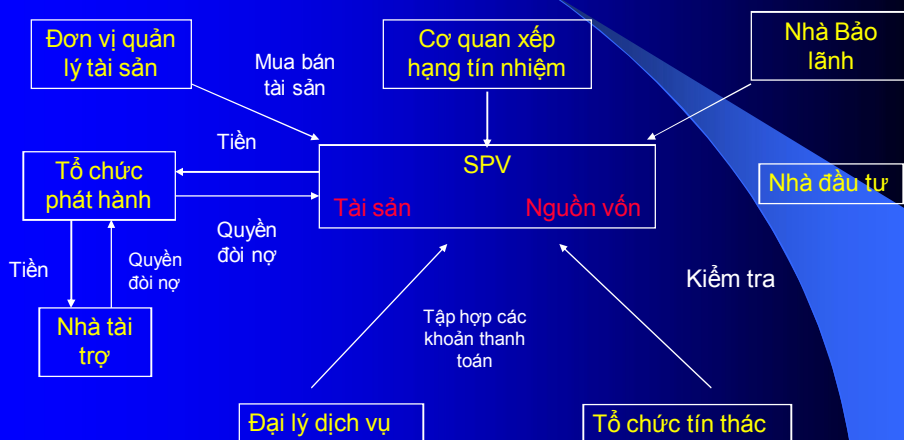 Đơn vị quản
lý tài sản
Mua bán
tài sản
Cơ quan xếp
hạng tín nhiệm
Nhà Bảo
lãnh
Tiền
SPV
Tổ chức
phát hành
Tài sản
Nguồn vốn
Nhà đầu tư
Quyền
đòi nợ
Tiền
Quyền
đòi nợ
Kiểm tra
Nhà tài
trợ
Tập hợp các
khoản thanh
toán
Đại lý dịch vụ
Tổ chức tín thác